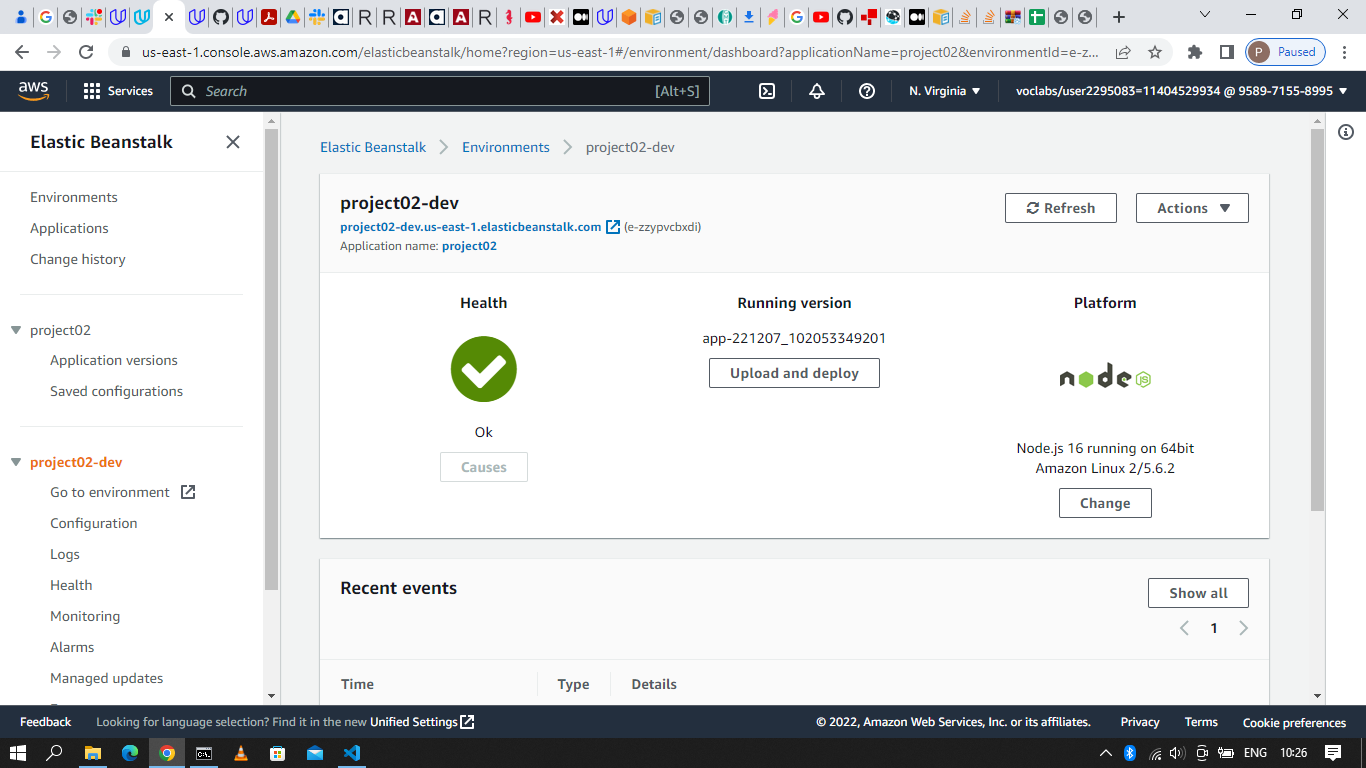 us-east-1.console.aws.amazon.com/elasticbeanstalk/home?region=us-east-1#/environment/dashboard?applicationName=project02&environmentId=e-z...
P Paused
aws
Services
Search
[Alt+S]
N. Virginia
voclabs/user2295083=11404529934 @ 9589-7155-8995
Elastic Beanstalk
Environments
Applications
Change history
project02
Application versions
Saved configurations
project02-dev
Go to environment
Configuration
Logs
Health
Monitoring
Alarms
Managed updates
Elastic Beanstalk
Environments
project02-dev
project02-dev
Refresh
Actions
project02-dev.us-east-1.elasticbeanstalk.com (e-zzypvcbxdi)
Application name: project02
Health
Ok
Causes
Running version
app-221207_102053349201
Upload and deploy
Platform
node JS
Node.js 16 running on 64bit
Amazon Linux 2/5.6.2
Change
Recent events
Show all
1
Time
Type
Details
Feedback
Looking for language selection? Find it in the new Unified Settings
© 2022, Amazon Web Services, Inc. or its affiliates.
Privacy
Terms
Cookie preferences
ENG
10:26